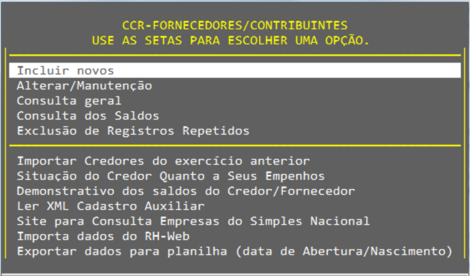 CCR-FORNECEDORES/CONTRIBUINTES
USE AS SETAS PARA ESCOLHER UMA OPÇÃO.
Incluir novos
Alterar/Manutenção
Consulta geral
Consulta dos Saldos
Exclusão de Registros Repetidos
Importar Credores do exercício anterior
Situação do Credor Quanto a Seus Empenhos
Demonstrativo dos saldos do Credor/Fornecedor
Ler XML Cadastro Auxiliar
Site para Consulta Empresas do Simples Nacional
Importa dados do RH-Web
Exportar dados para planilha (data de Abertura/Nascimento)